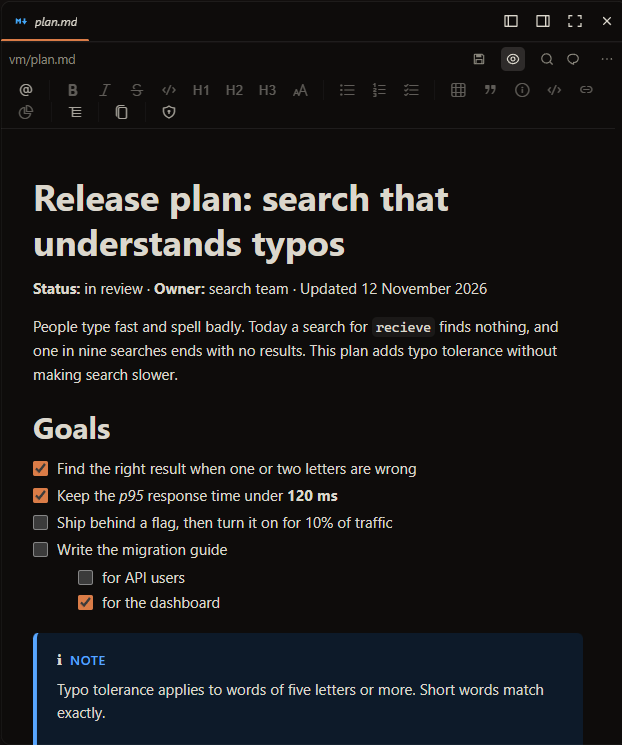 plan.md
vm/plan.md
@ B I S </> H1 H2 H3 AA
Release plan: search that
understands typos
Status: in review · Owner: search team · Updated 12 November 2026
People type fast and spell badly. Today a search for recieve finds nothing, and
one in nine searches ends with no results. This plan adds typo tolerance without
making search slower.
Goals
Find the right result when one or two letters are wrong
Keep the p95 response time under 120 ms
Ship behind a flag, then turn it on for 10% of traffic
Write the migration guide
for API users
for the dashboard
NOTE
Typo tolerance applies to words of five letters or more. Short words match
exactly.